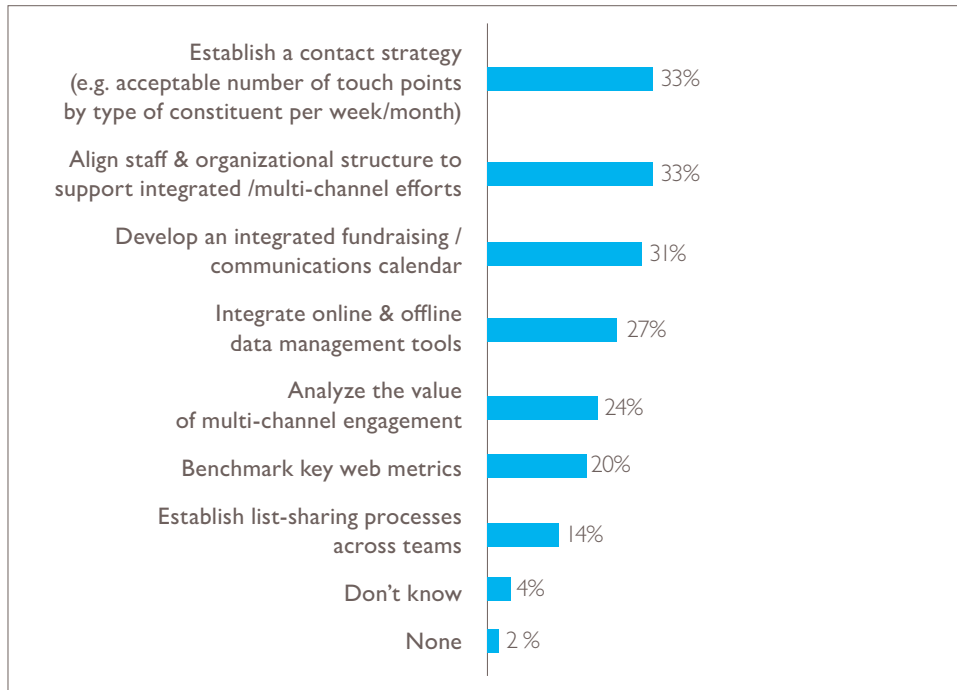 Establish a contact strategy
(e.g. acceptable number of touch points
by type of constituent per week/month)
33%
Align staff & organizational structure to
support integrated /multi-channel efforts
33%
Develop an integrated fundraising /
communications calendar
31%
Integrate online & offline
data management tools
27%
Analyze the value
of multi-channel engagement
24%
Benchmark key web metrics
20%
Establish list-sharing processes
across teams
14%
Don’t know
4%
None
2 %